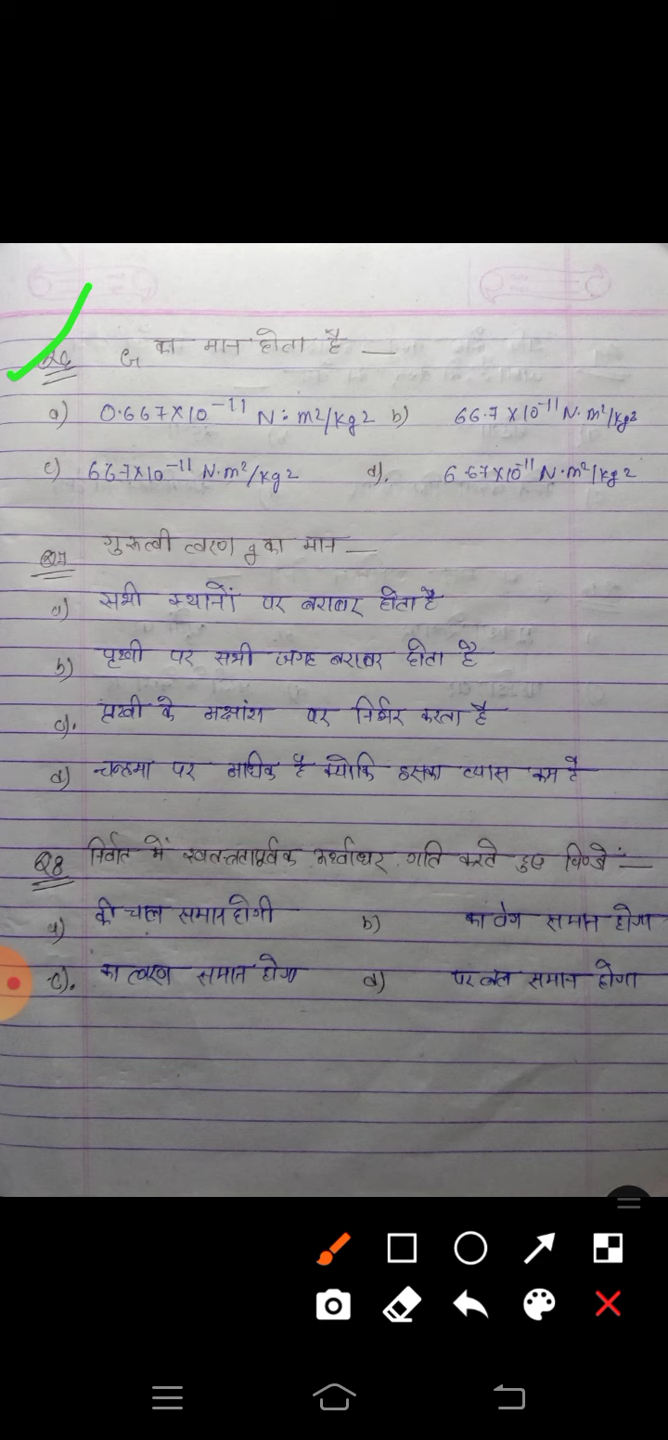 Q6 G का मान होता है —
a) 0.667×10⁻¹¹ N: m2/kg2 b) 66.7 ×10⁻¹¹ N. m²/kg2
c) 667×10⁻¹¹ N.m²/kg2 d). 6.67×10⁻¹¹ N.m²/kg2
गुरुत्वी त्वरण g का मान —
a) सभी स्थानों पर बराबर होता है
b) पृथ्वी पर सभी जगह बराबर होता है
c). पृथ्वी के अक्षांश पर निर्भर करता है
d) चन्द्रमा पर अधिक है क्योकि इसका व्यास कम है
Q8 निर्वात में स्वतन्त्रतापूर्वक ऊर्ध्वाधर गति करते हुए पिण्डों :—
a) की चाल समान होगी b) का वेग समान होगा
c). का त्वरण समान होगा d) पर बल समान होगा